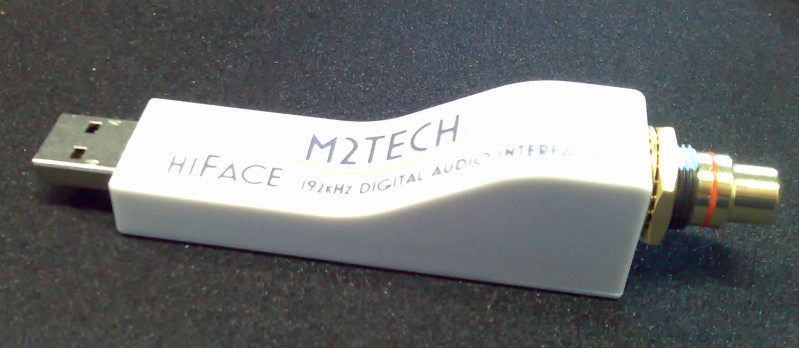 M2TECH
HIFACE 192KHZ DIGITAL AUDIO